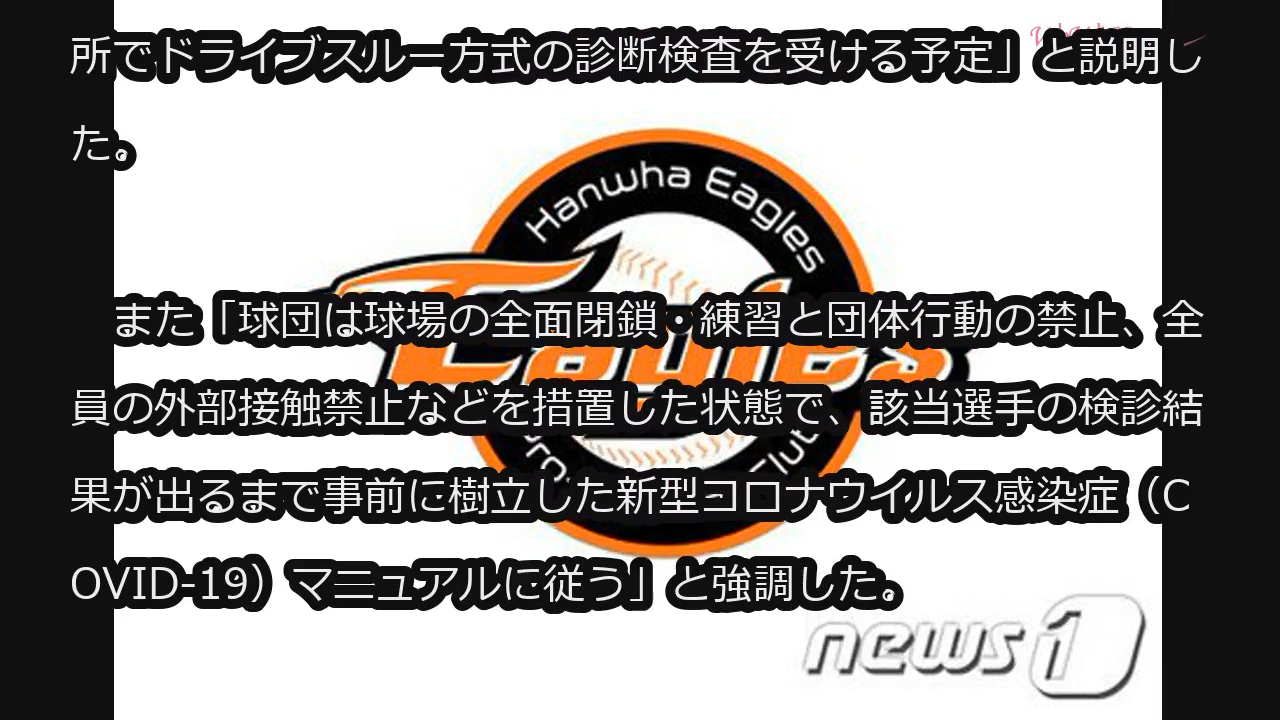 所でドライブスルー方式の診断検査を受ける予定」と説明し
た。
Hanwha Eagles
Eagles
また「球団は球場の全面閉鎖・練習と団体行動の禁止、全
員の外部接触禁止などを措置した状態で、該当選手の検診結
果が出るまで事前に樹立した新型コロナウイルス感染症（C
OVID-19）マニュアルに従う」と強調した。
news1